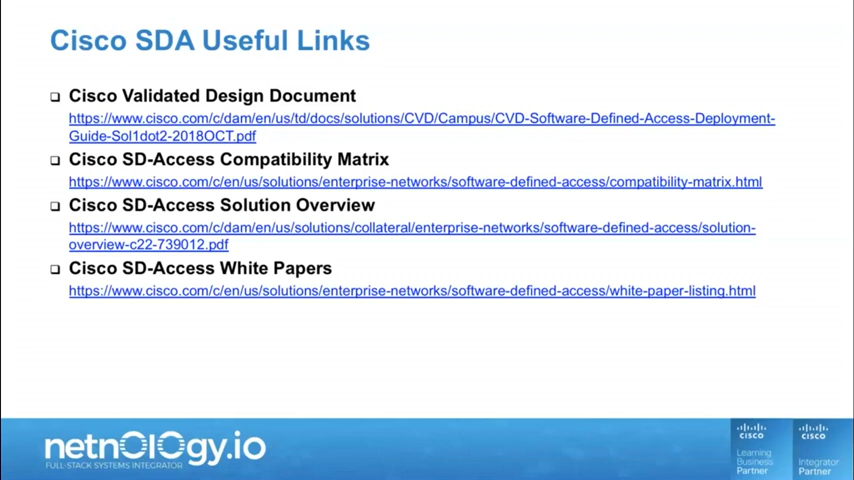 Cisco SDA Useful Links
Cisco Validated Design Document
https://www.cisco.com/c/dam/en/us/td/docs/solutions/CVD/Campus/CVD-Software-Defined-Access-Deployment-
Guide-Sol1dot2-2018OCT.pdf
Cisco SD-Access Compatibility Matrix
https://www.cisco.com/c/en/us/solutions/enterprise-networks/software-defined-access/compatibility-matrix.html
Cisco SD-Access Solution Overview
https://www.cisco.com/c/dam/en/us/solutions/collateral/enterprise-networks/software-defined-access/solution-
overview-c22-739012.pdf
Cisco SD-Access White Papers
https://www.cisco.com/c/en/us/solutions/enterprise-networks/software-defined-access/white-paper-listing.html
netnology.io
FULL-STACK SYSTEMS INTEGRATOR
CISCO
Learning
Business
Partner
CISCO
Integrator
Partner